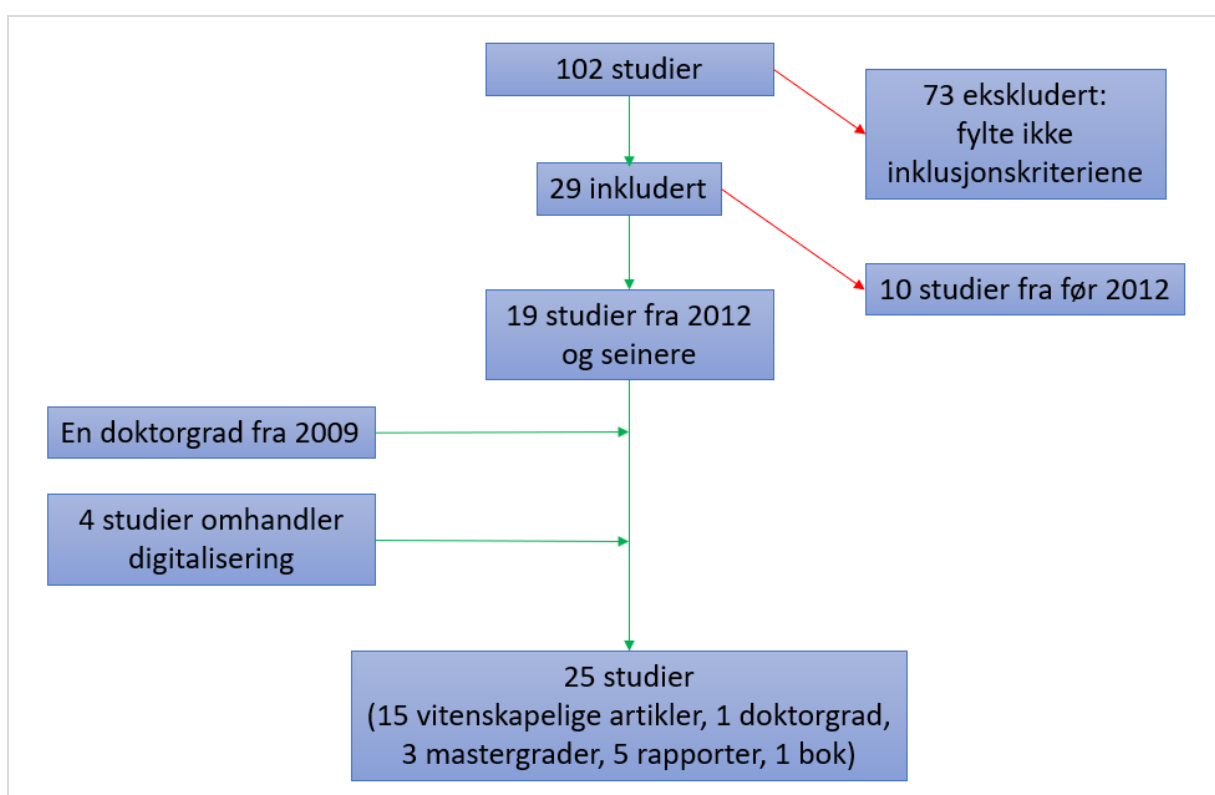 102 studier
73 ekskludert:
fylte ikke
inklusjonskriteriene
29 inkludert
10 studier fra før 2012
19 studier fra 2012
og seinere
En doktorgrad fra 2009
4 studier omhandler
digitalisering
25 studier
(15 vitenskapelige artikler, 1 doktorgrad,
3 mastergrader, 5 rapporter, 1 bok)